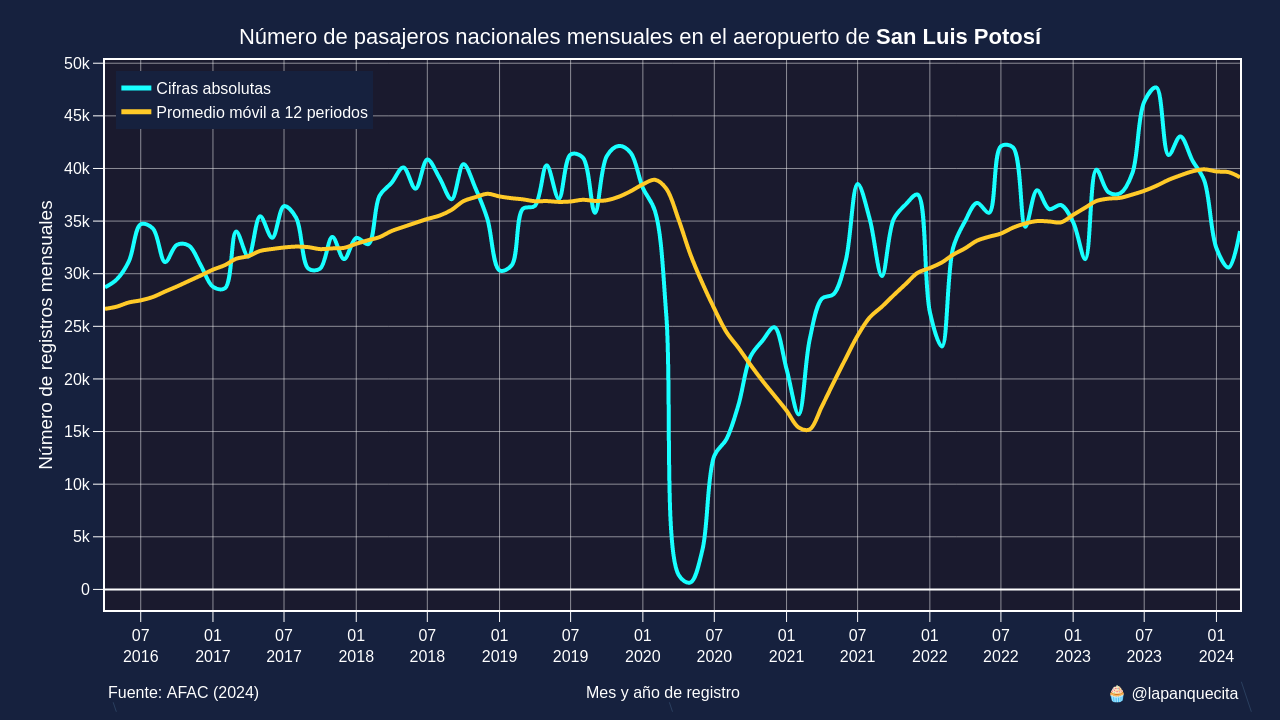 Número de pasajeros nacionales mensuales en el aeropuerto de San Luis Potosí
Cifras absolutas
Promedio móvil a 12 periodos
Número de registros mensuales
50k
45k
40k
35k
30k
25k
20k
15k
10k
5k
0
07 01 07 01 07 01 07 01 07 01 07 01 07 01 07 01
2016 2017 2017 2018 2018 2019 2019 2020 2020 2021 2021 2022 2022 2023 2023 2024
Fuente: AFAC (2024) Mes y año de registro 🧁 @lapanquecita